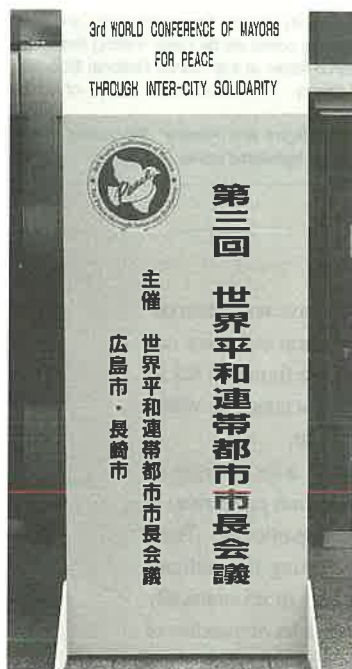 3rd WORLD CONFERENCE OF MAYORS
FOR PEACE
THROUGH INTER-CITY SOLIDARITY
第三回 世界平和連帯都市市長会議
主催 世界平和連帯都市市長会議
広島市・長崎市